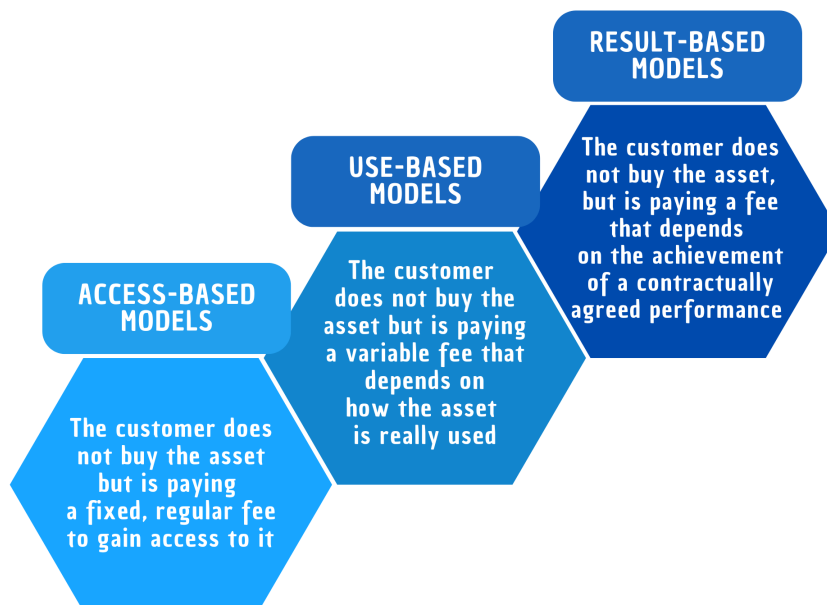 RESULT-BASED
MODELS
The customer does
not buy the asset,
but is paying a fee
that depends
on the achievement
of a contractually
agreed performance
USE-BASED
MODELS
The customer
does not buy the
asset but is paying
a variable fee that
depends on
how the asset
is really used
ACCESS-BASED
MODELS
The customer does
not buy the asset
but is paying
a fixed, regular fee
to gain access to it